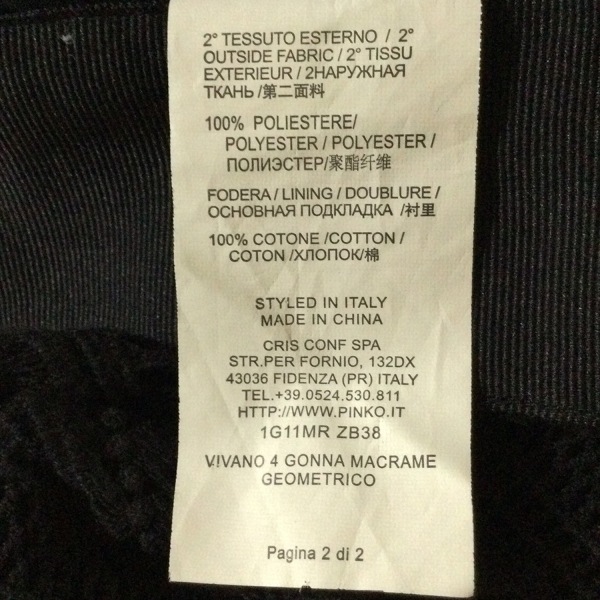 2° TESSUTO ESTERNO / 2°
OUTSIDE FABRIC / 2° TISSU
EXTERIEUR / 2НАРУЖНАЯ
ТКАНЬ /第二面料
100% POLIESTERE/
POLYESTER / POLYESTER /
ПОЛИЭСТЕР/聚酯纤维
FODERA / LINING / DOUBLURE /
ОСНОВНАЯ ПОДКЛАДКА /衬里
100% COTONE /COTTON /
COTON /ХЛОПОК/棉
STYLED IN ITALY
MADE IN CHINA
CRIS CONF SPA
STR.PER FORNIO, 132DX
43036 FIDENZA (PR) ITALY
TEL.+39.0524.530.811
HTTP://WWW.PINKO.IT
1G11MR ZB38
VIVANO 4 GONNA MACRAME
GEOMETRICO
Pagina 2 di 2